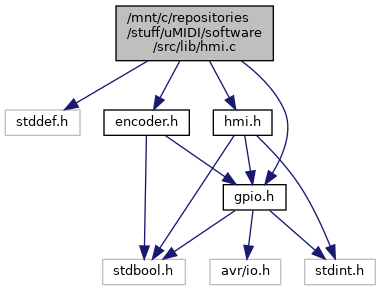 /mnt/c/repositories
/stuff/uMIDI/software
/src/lib/hmi.c
stddef.h
encoder.h
hmi.h
gpio.h
stdbool.h
avr/io.h
stdint.h